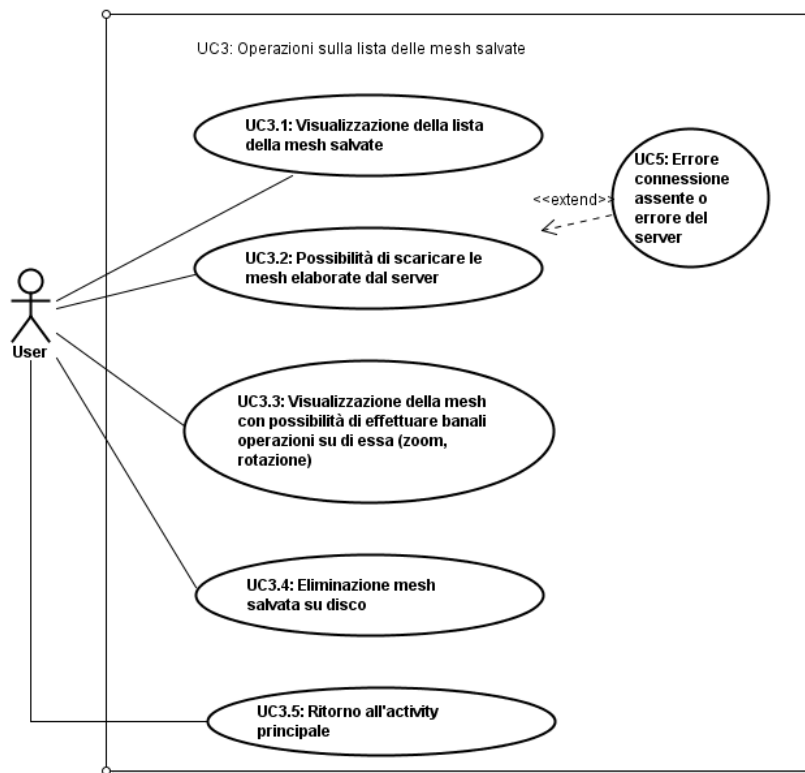 UC3: Operazioni sulla lista delle mesh salvate
UC3.1: Visualizzazione della lista
della mesh salvate
UC5: Errore
connessione
assente o
errore del
server
<<extend>>
UC3.2: Possibilità di scaricare le
mesh elaborate dal server
User
UC3.3: Visualizzazione della mesh
con possibilità di effettuare banali
operazioni su di essa (zoom,
rotazione)
UC3.4: Eliminazione mesh
salvata su disco
UC3.5: Ritorno all'activity
principale